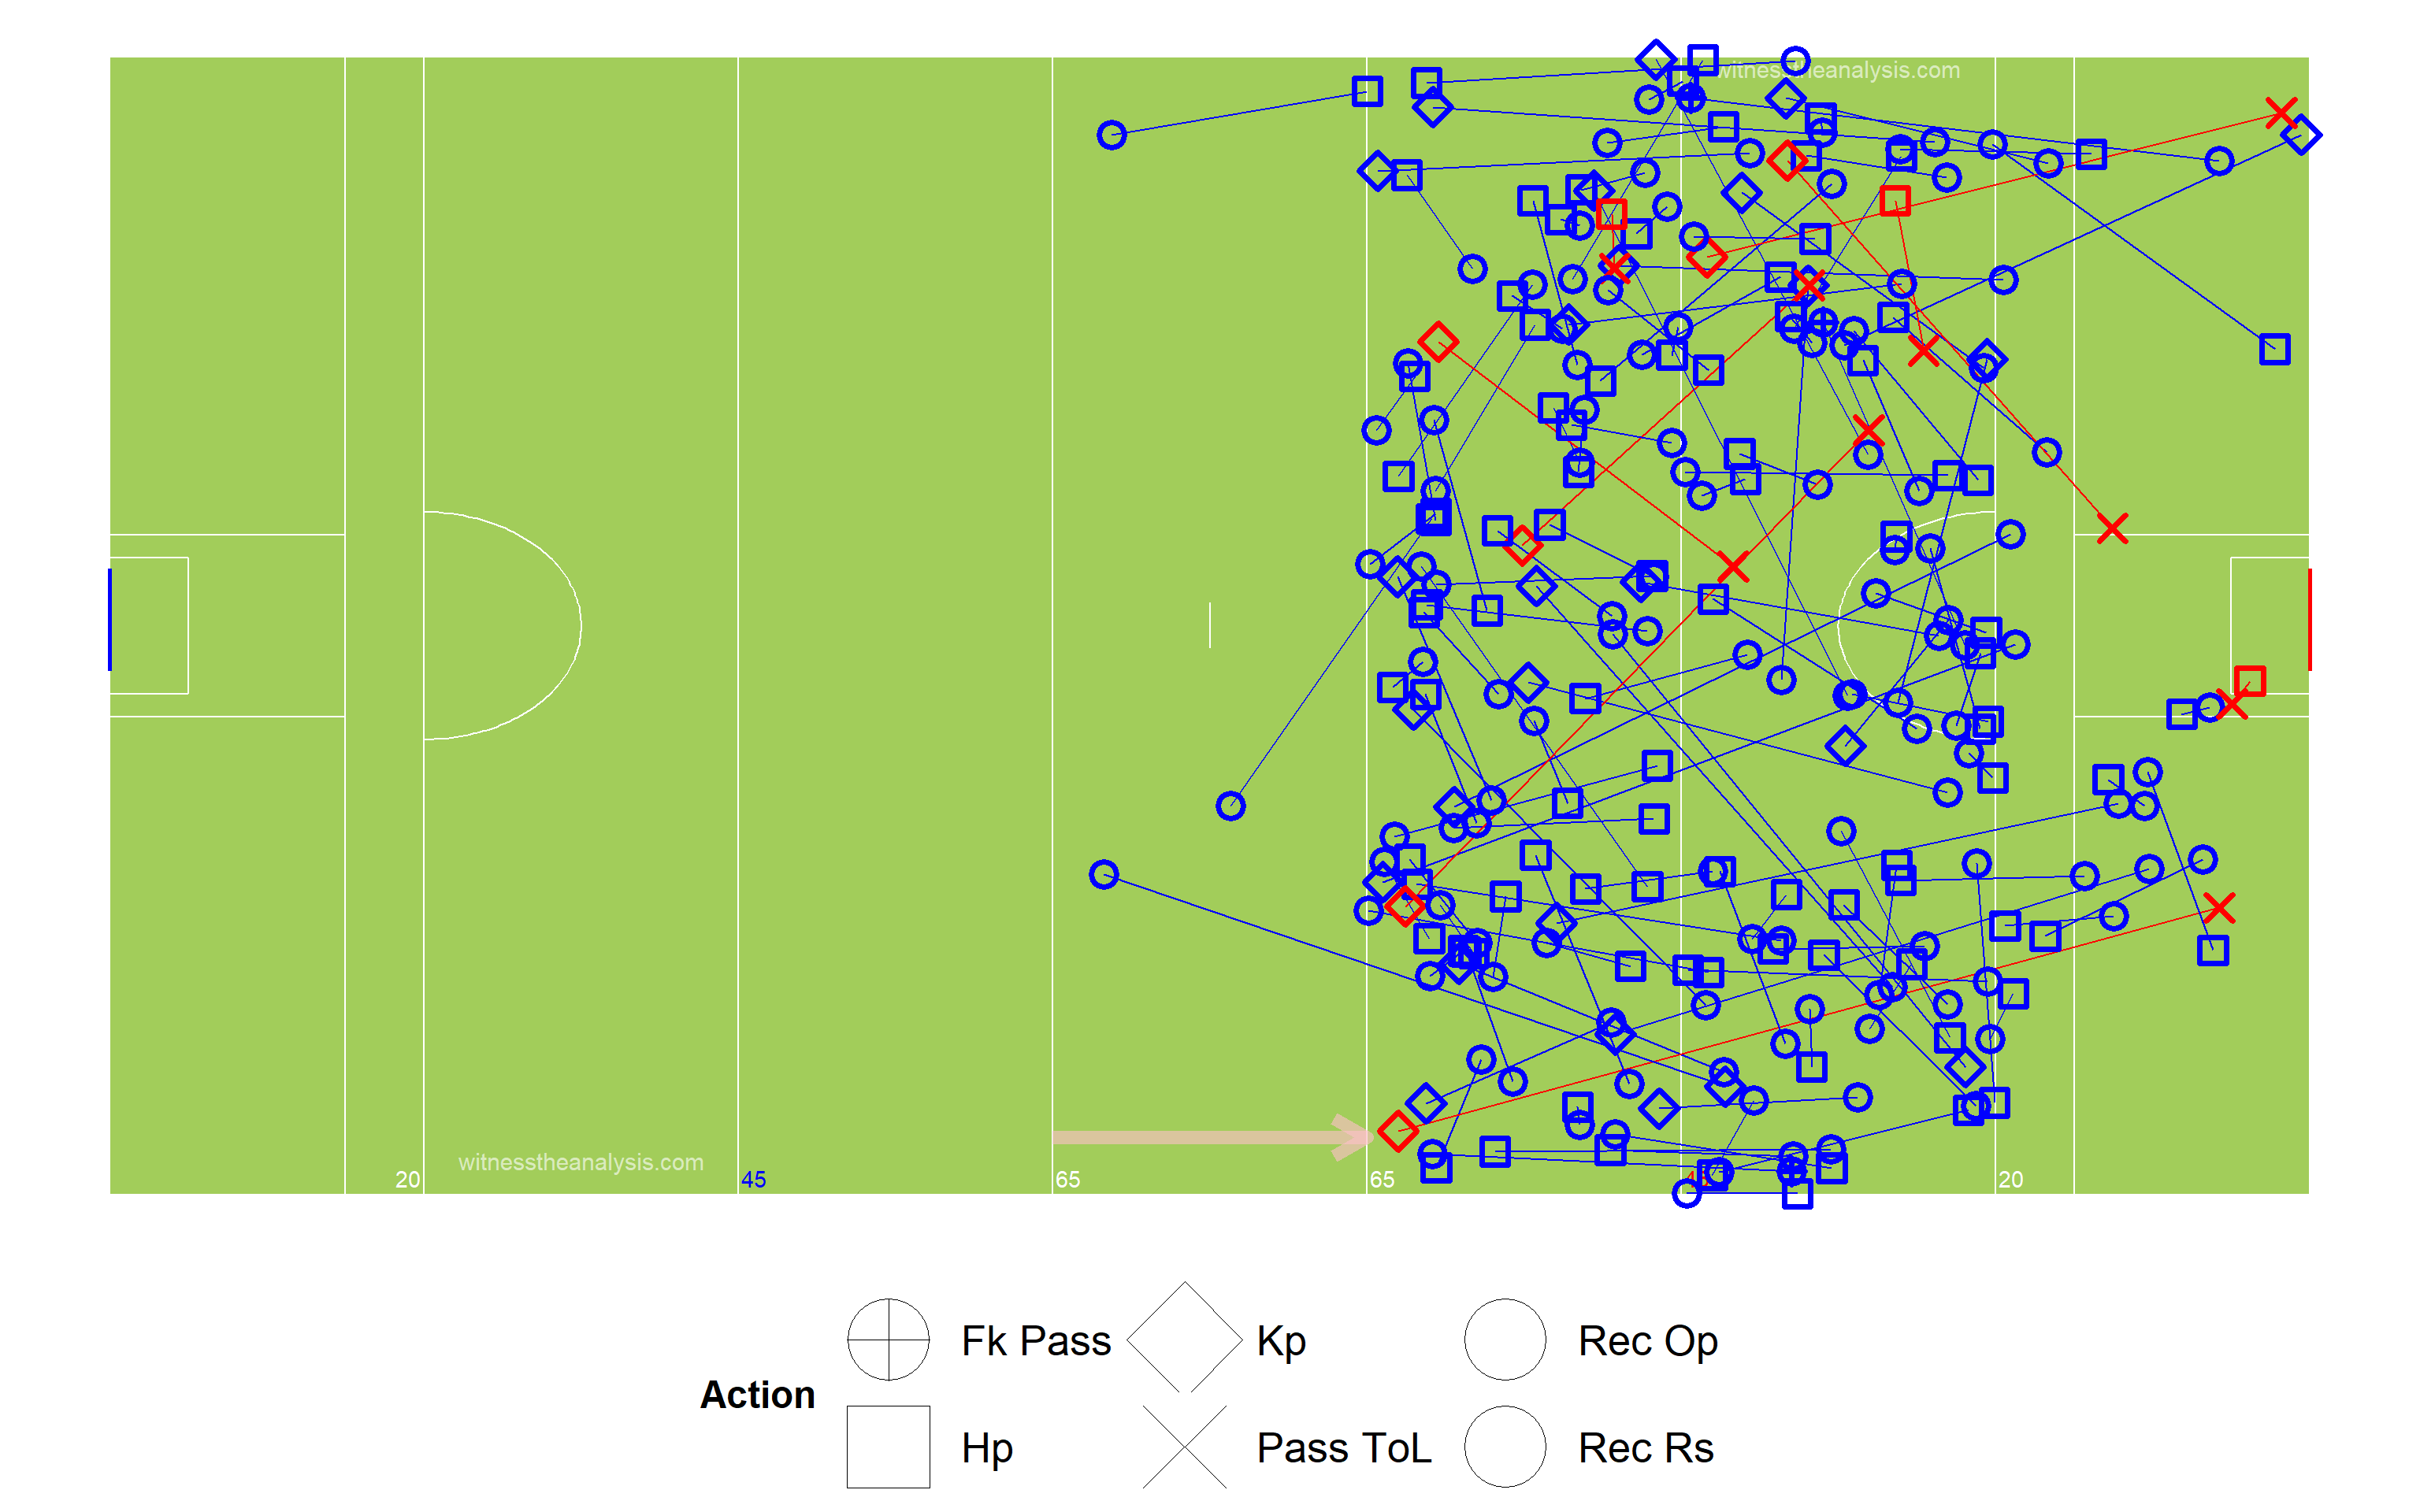 witnesstheanalysis.com
witnesstheanalysis.com
20
45
65
65
45
20
Action
Fk Pass
Kp
Rec Op
Hp
Pass ToL
Rec Rs